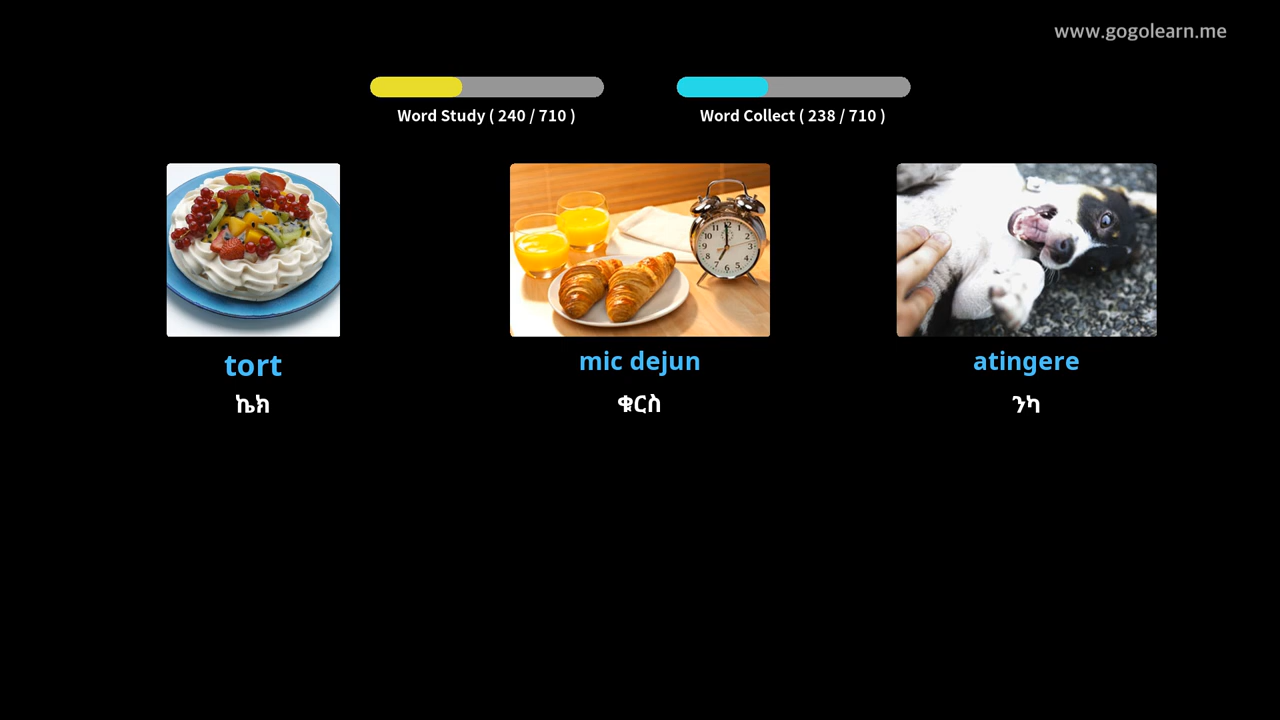 www.gogolearn.me
Word Study ( 240 / 710 )
Word Collect ( 238 / 710 )
tort
mic dejun
atingere
ኬክ
ቁርስ
ንካ